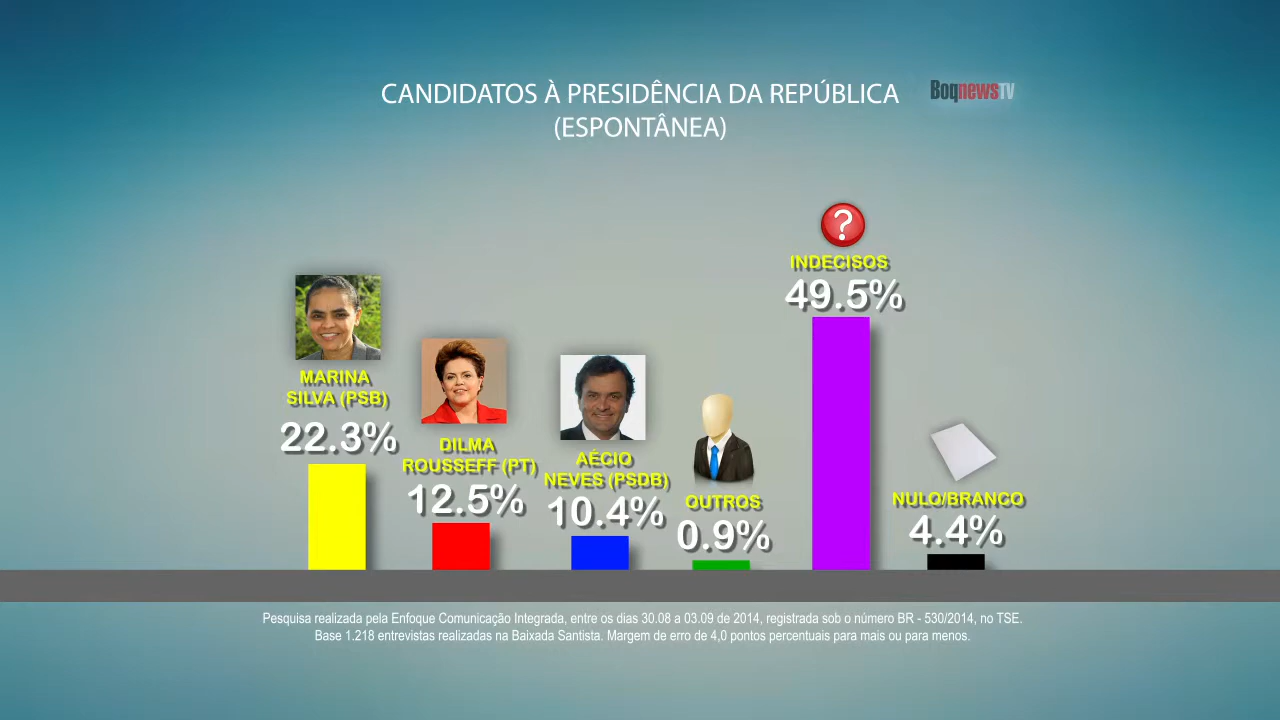 CANDIDATOS À PRESIDÊNCIA DA REPÚBLICA
(ESPONTÂNEA)
BoqnewsTV
MARINA
SILVA (PSB)
22.3%
DILMA
ROUSSEFF (PT)
12.5%
AÉCIO
NEVES (PSDB)
10.4%
OUTROS
0.9%
?
INDECISOS
49.5%
NULO/BRANCO
4.4%
Pesquisa realizada pela Enfoque Comunicação Integrada, entre os dias 30.08 a 03.09 de 2014, registrada sob o número BR - 530/2014, no TSE.
Base 1.218 entrevistas realizadas na Baixada Santista. Margem de erro de 4,0 pontos percentuais para mais ou para menos.